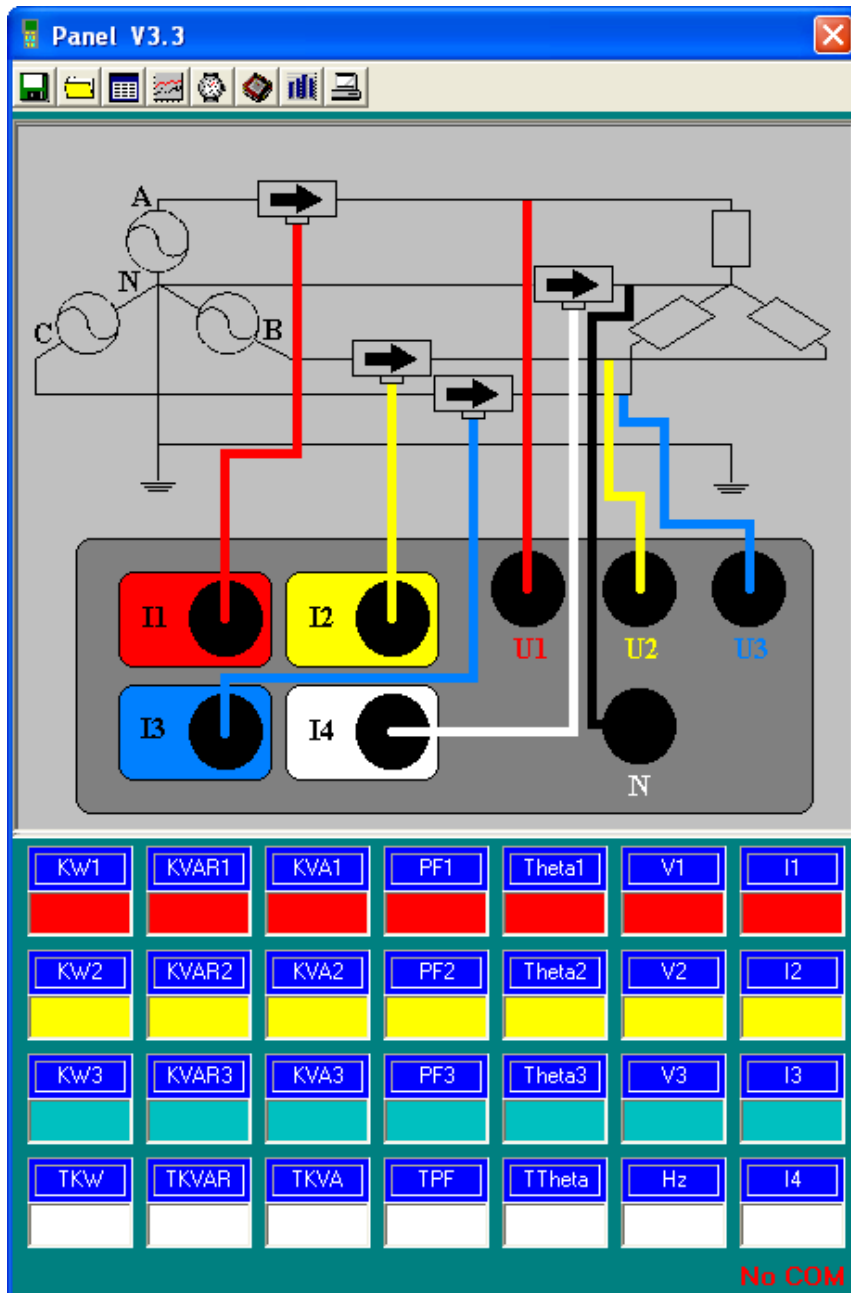 Panel V3.3
A
N
C
B
I1
I2
U1
U2
U3
I3
I4
N
KW1 KVAR1 KVA1 PF1 Theta1 V1 I1
KW2 KVAR2 KVA2 PF2 Theta2 V2 I2
KW3 KVAR3 KVA3 PF3 Theta3 V3 I3
TKW TKVAR TKVA TPF TTheta Hz I4
No COM